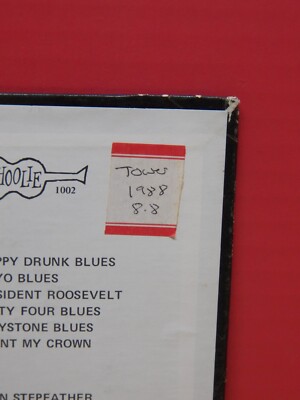 HOOLIE
1002
Tower
1988
8.8
PPY DRUNK BLUES
YO BLUES
SIDENT ROOSEVELT
TY FOUR BLUES
YSTONE BLUES
NT MY CROWN
N STEPFATHER